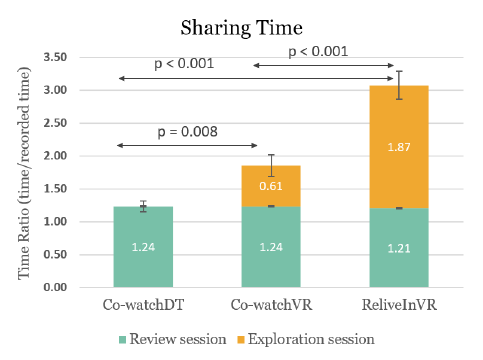 Sharing Time
p < 0.001
p < 0.001
p = 0.008
Time Ratio (time/recorded time)
3.50
3.00
2.50
2.00
1.50
1.00
0.50
0.00
1.24
0.61
1.24
1.87
1.21
Co-watchDT Co-watchVR ReliveInVR
Review session Exploration session